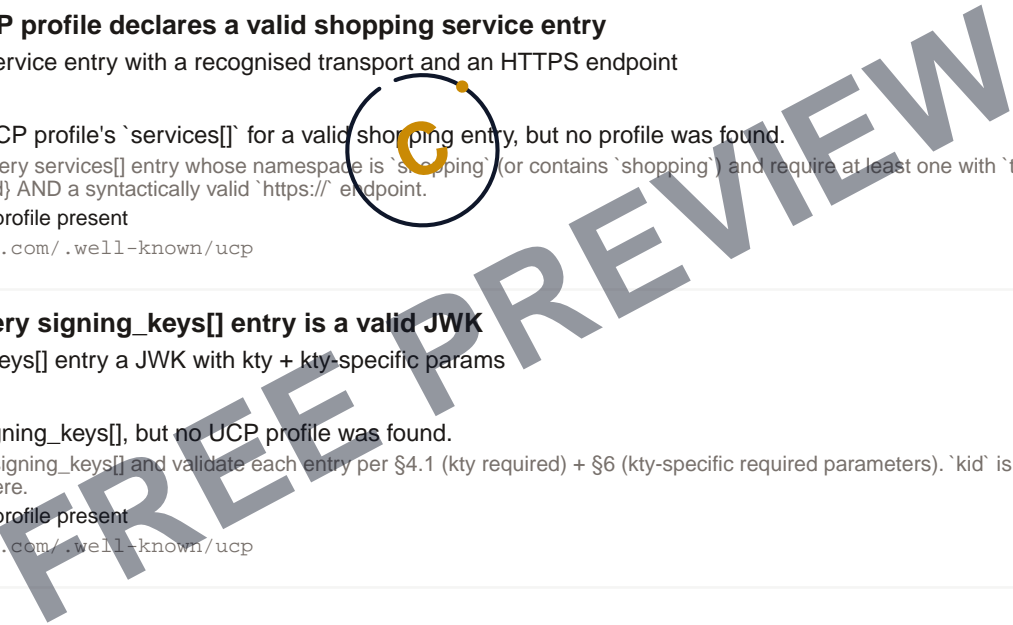 P profile declares a valid shopping service entry
ervice entry with a recognised transport and an HTTPS endpoint
CP profile's `services[]` for a valid shopping entry, but no profile was found.
ery services[] entry whose namespace is `shopping` (or contains `shopping`) and require at least one with `t
d} AND a syntactically valid `https://` endpoint.
profile present
.com/.well-known/ucp
ery signing_keys[] entry is a valid JWK
keys[] entry a JWK with kty + kty-specific params
gning_keys[], but no UCP profile was found.
signing_keys[] and validate each entry per §4.1 (kty required) + §6 (kty-specific required parameters). `kid` is
ere.
profile present
.com/.well-known/ucp
FREE PREVIEW
C